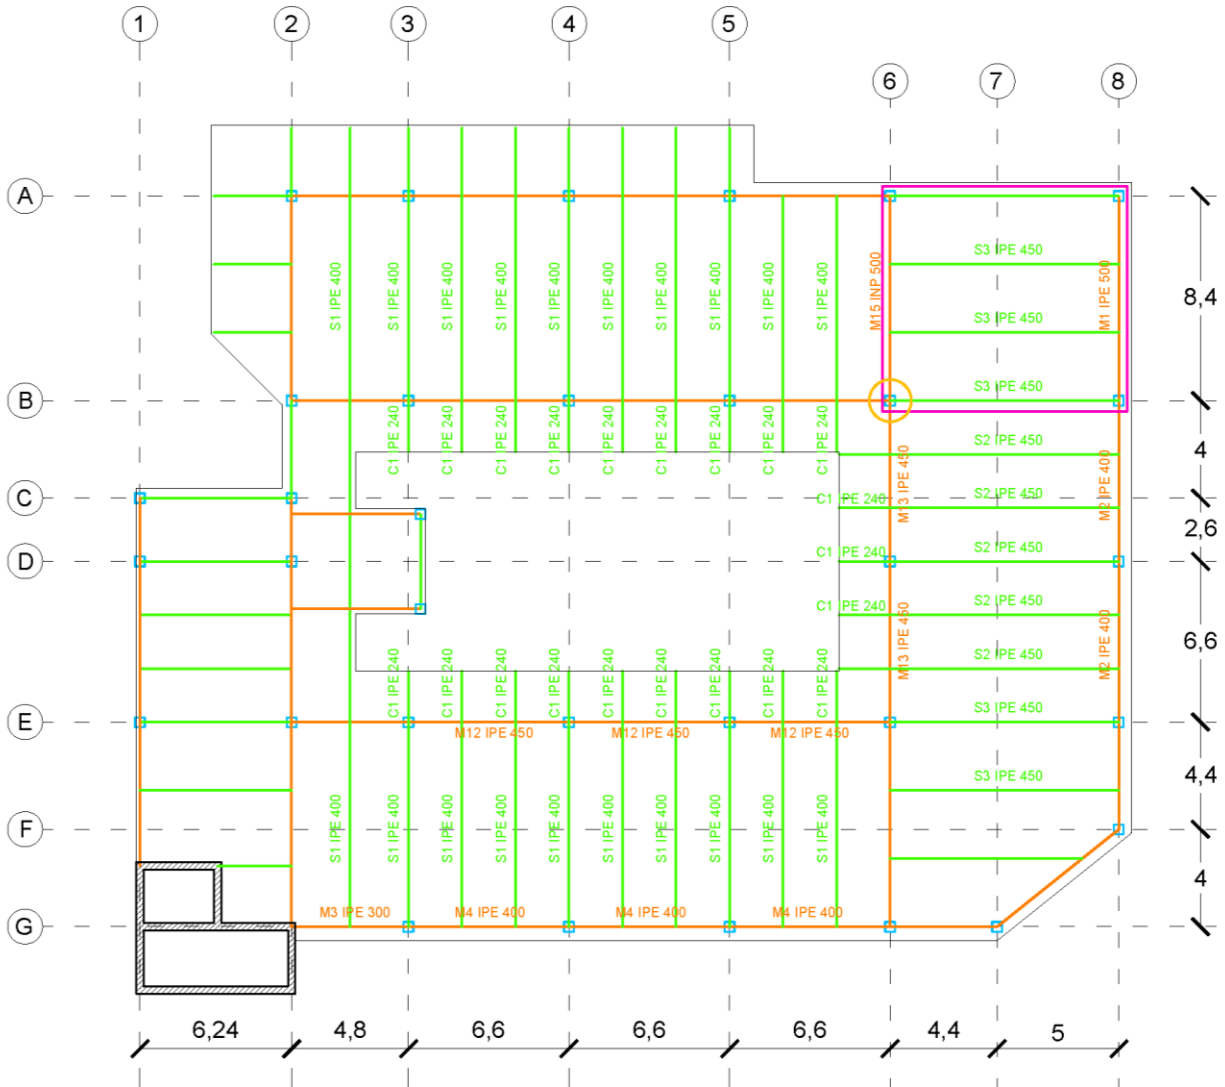 1
2
3
4
5
6
7
8
A
S1 IPE 400
S1 IPE 400
S1 IPE 400
S1 IPE 400
S1 IPE 400
S1 IPE 400
S1 IPE 400
S1 IPE 400
S1 IPE 400
S1 IPE 400
M15 INP 500
S3 IPE 450
M1 IPE 500
8,4
S3 IPE 450
B
S3 IPE 450
C1 IPE 240
C1 IPE 240
C1 IPE 240
C1 IPE 240
C1 IPE 240
C1 IPE 240
C1 IPE 240
C1 IPE 240
C1 IPE 240
S2 IPE 450
4
M13 IPE 450
M2 IPE 400
C
C1 IPE 240
S2 IPE 450
2,6
D
C1 IPE 240
S2 IPE 450
C1 IPE 240
S2 IPE 450
6,6
M13 IPE 450
M2 IPE 400
S2 IPE 450
C1 IPE 240
C1 IPE 240
C1 IPE 240
C1 IPE 240
C1 IPE 240
C1 IPE 240
C1 IPE 240
C1 IPE 240
C1 IPE 240
E
S3 IPE 450
M12 IPE 450
M12 IPE 450
M12 IPE 450
4,4
S3 IPE 450
S1 IPE 400
S1 IPE 400
S1 IPE 400
S1 IPE 400
S1 IPE 400
S1 IPE 400
S1 IPE 400
S1 IPE 400
S1 IPE 400
S1 IPE 400
F
4
M3 IPE 300
M4 IPE 400
M4 IPE 400
M4 IPE 400
G
6,24
4,8
6,6
6,6
6,6
4,4
5